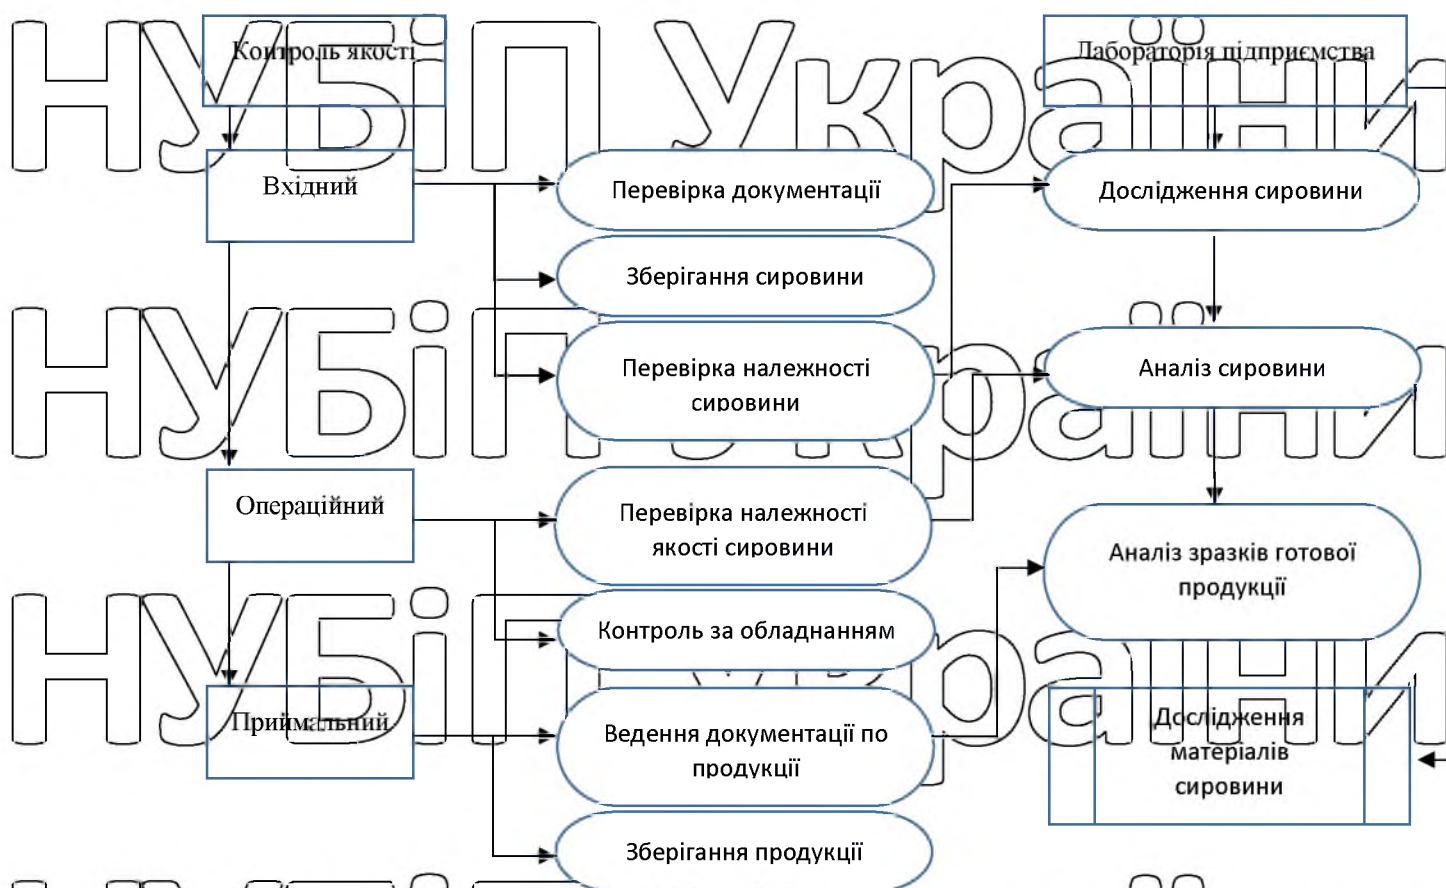 НУБіП України
Контроль якості
Лабораторія підприємства
Вхідний
Перевірка документації
Дослідження сировини
Зберігання сировини
НУБіП України
Перевірка належності
сировини
Аналіз сировини
Операційний
Перевірка належності
якості сировини
Аналіз зразків готової
продукції
НУБіП України
Контроль за обладнанням
Приймальний
Ведення документації по
продукції
Дослідження
матеріалів
сировини
Зберігання продукції